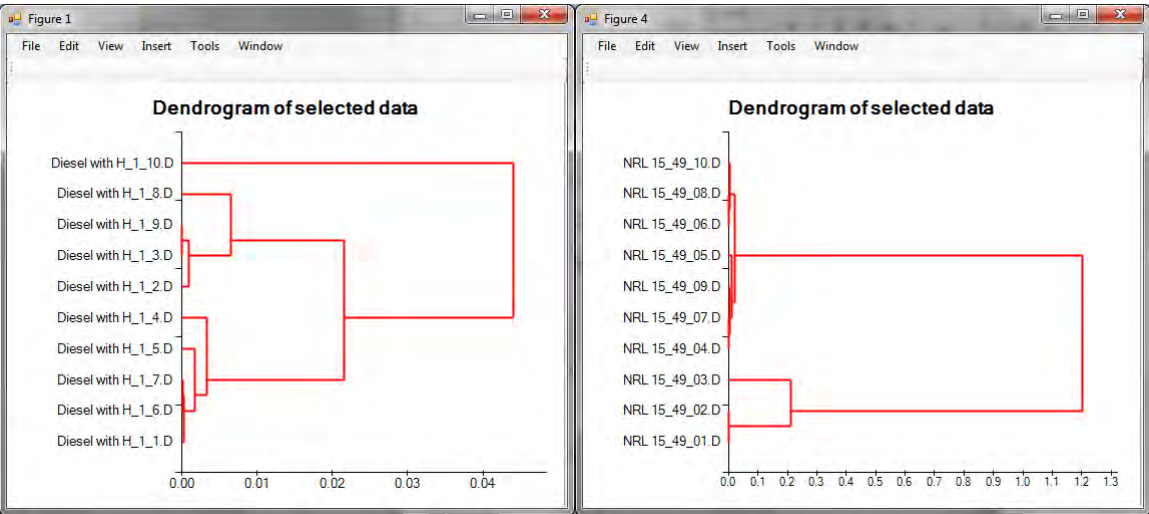 Figure 1
File Edit View Insert Tools Window
Dendrogram of selected data
Diesel with H_1_10.D
Diesel with H_1_8.D
Diesel with H_1_9.D
Diesel with H_1_3.D
Diesel with H_1_2.D
Diesel with H_1_4.D
Diesel with H_1_5.D
Diesel with H_1_7.D
Diesel with H_1_6.D
Diesel with H_1_1.D
0.00 0.01 0.02 0.03 0.04
Figure 4
File Edit View Insert Tools Window
Dendrogram of selected data
NRL 15_49_10.D
NRL 15_49_08.D
NRL 15_49_06.D
NRL 15_49_05.D
NRL 15_49_09.D
NRL 15_49_07.D
NRL 15_49_04.D
NRL 15_49_03.D
NRL 15_49_02.D
NRL 15_49_01.D
0.0 0.1 0.2 0.3 0.4 0.5 0.6 0.7 0.8 0.9 1.0 1.1 1.2 1.3